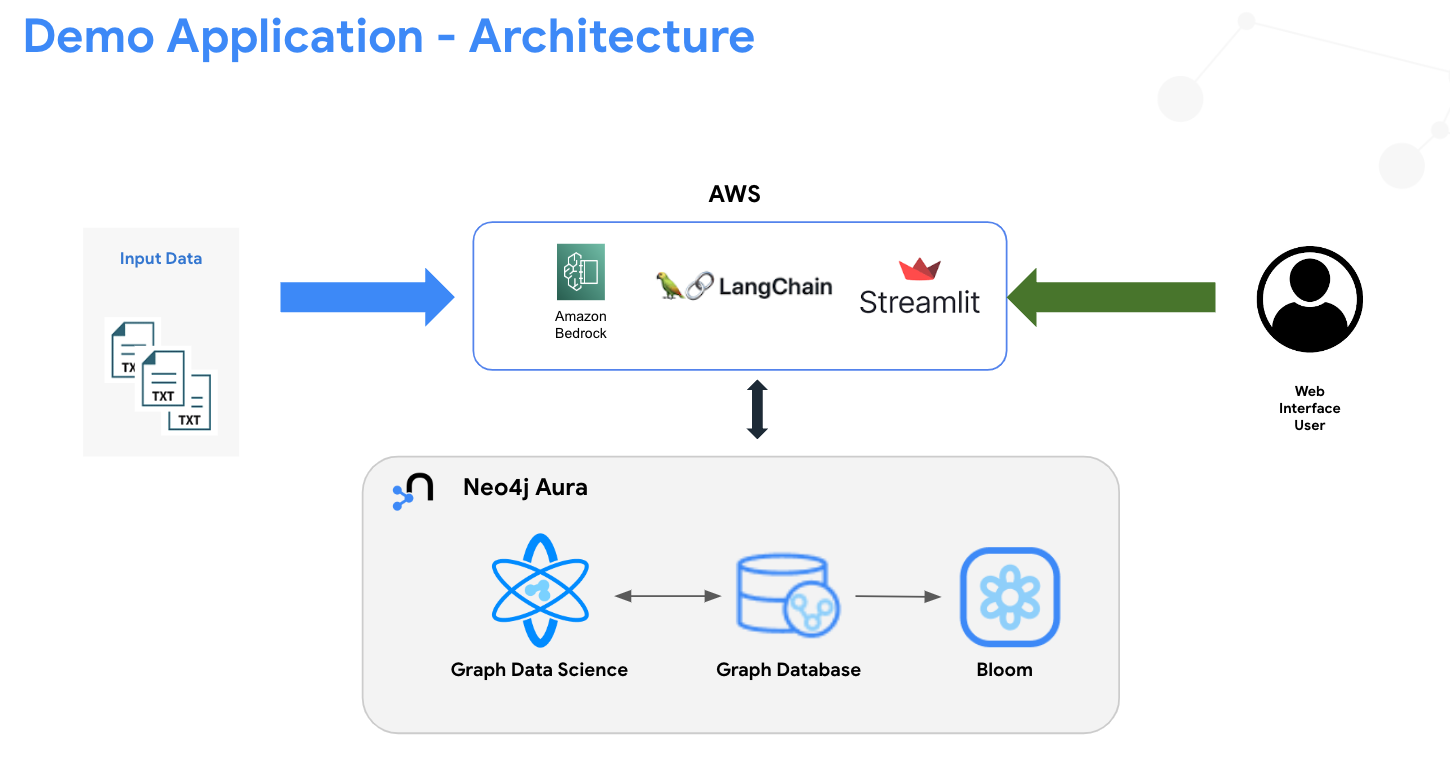 Demo Application - Architecture
AWS
Input Data
TX
TXT
TXT
Amazon
Bedrock
LangChain
Streamlit
Web
Interface
User
Neo4j Aura
Graph Data Science
Graph Database
Bloom